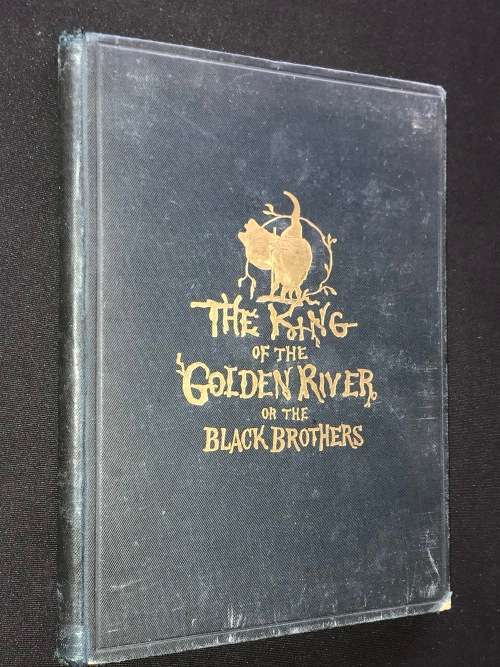 THE KING
OF THE
GOLDEN RIVER
OR THE
BLACK BROTHERS